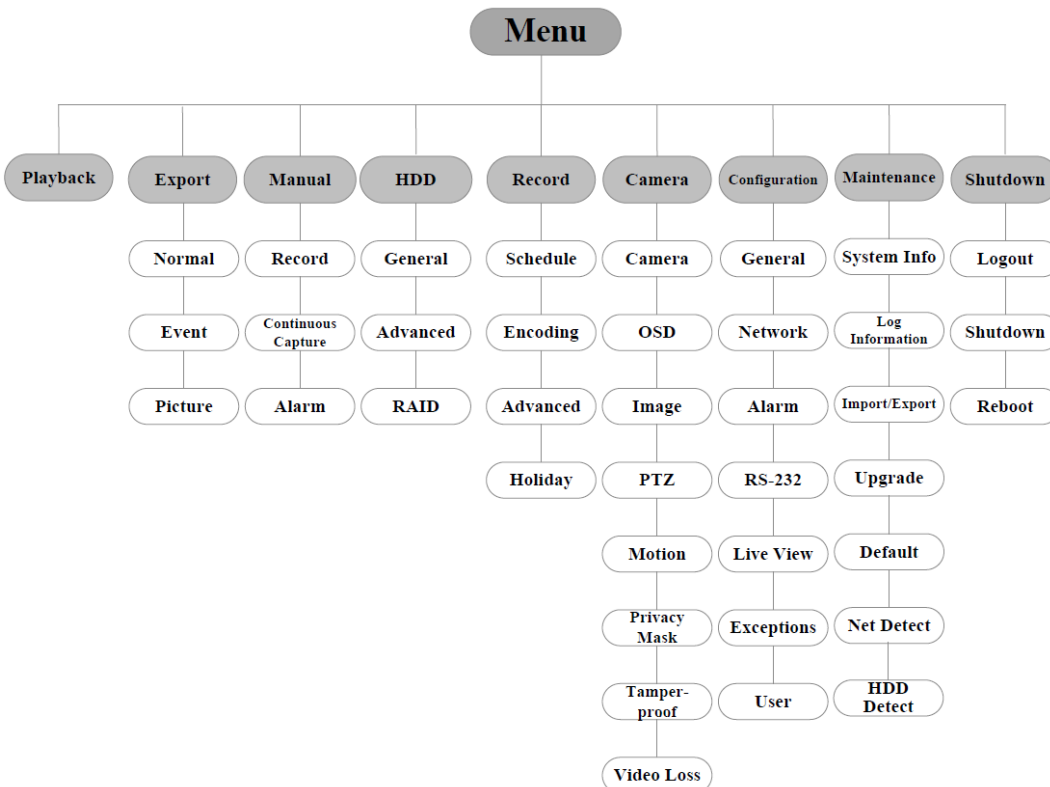 Menu
Playback
Export
Manual
HDD
Record
Camera
Configuration
Maintenance
Shutdown
Normal
Record
General
Schedule
Camera
General
System Info
Logout
Event
Continuous
Capture
Advanced
Encoding
OSD
Network
Log
Information
Shutdown
Picture
Alarm
RAID
Advanced
Image
Alarm
Import/Export
Reboot
Holiday
PTZ
RS-232
Upgrade
Motion
Live View
Default
Privacy
Mask
Exceptions
Net Detect
Tamper-
proof
User
HDD
Detect
Video Loss